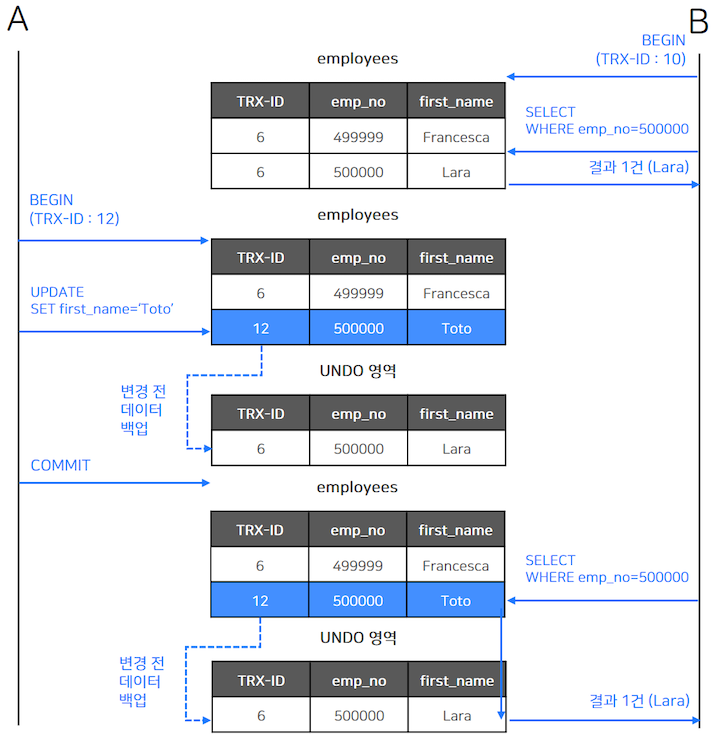 A
B
BEGIN
(TRX-ID : 10)
employees
TRX-ID emp_no first_name
6 499999 Francesca
6 500000 Lara
SELECT
WHERE emp_no=500000
결과 1건 (Lara)
BEGIN
(TRX-ID : 12)
employees
TRX-ID emp_no first_name
6 499999 Francesca
12 500000 Toto
UPDATE
SET first_name=‘Toto’
UNDO 영역
변경 전
데이터
백업
TRX-ID emp_no first_name
6 500000 Lara
COMMIT
employees
TRX-ID emp_no first_name
6 499999 Francesca
12 500000 Toto
SELECT
WHERE emp_no=500000
UNDO 영역
변경 전
데이터
백업
TRX-ID emp_no first_name
6 500000 Lara
결과 1건 (Lara)